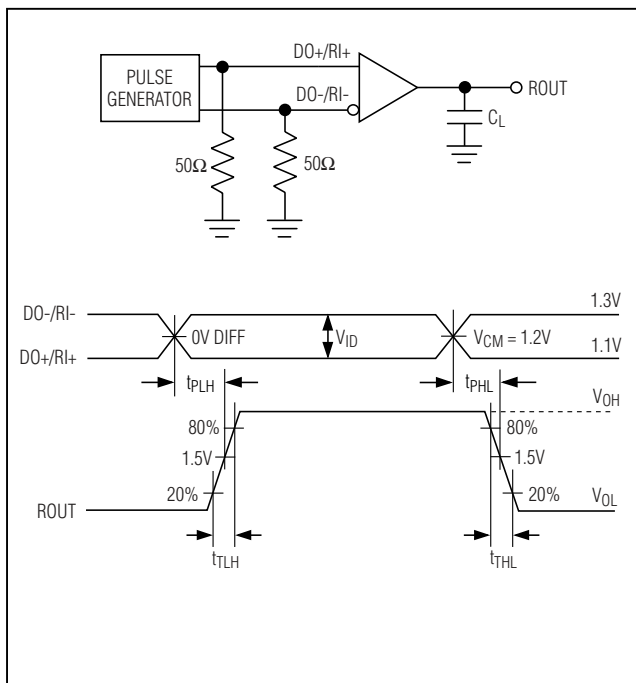 DO+/RI+
PULSE
GENERATOR
DO-/RI-
ROUT
CL
50Ω
50Ω
DO-/RI-
1.3V
0V DIFF
VID
VCM = 1.2V
DO+/RI+
1.1V
tPLH
tPHL
VOH
80%
80%
1.5V
1.5V
20%
20%
ROUT
VOL
tTLH
tTHL